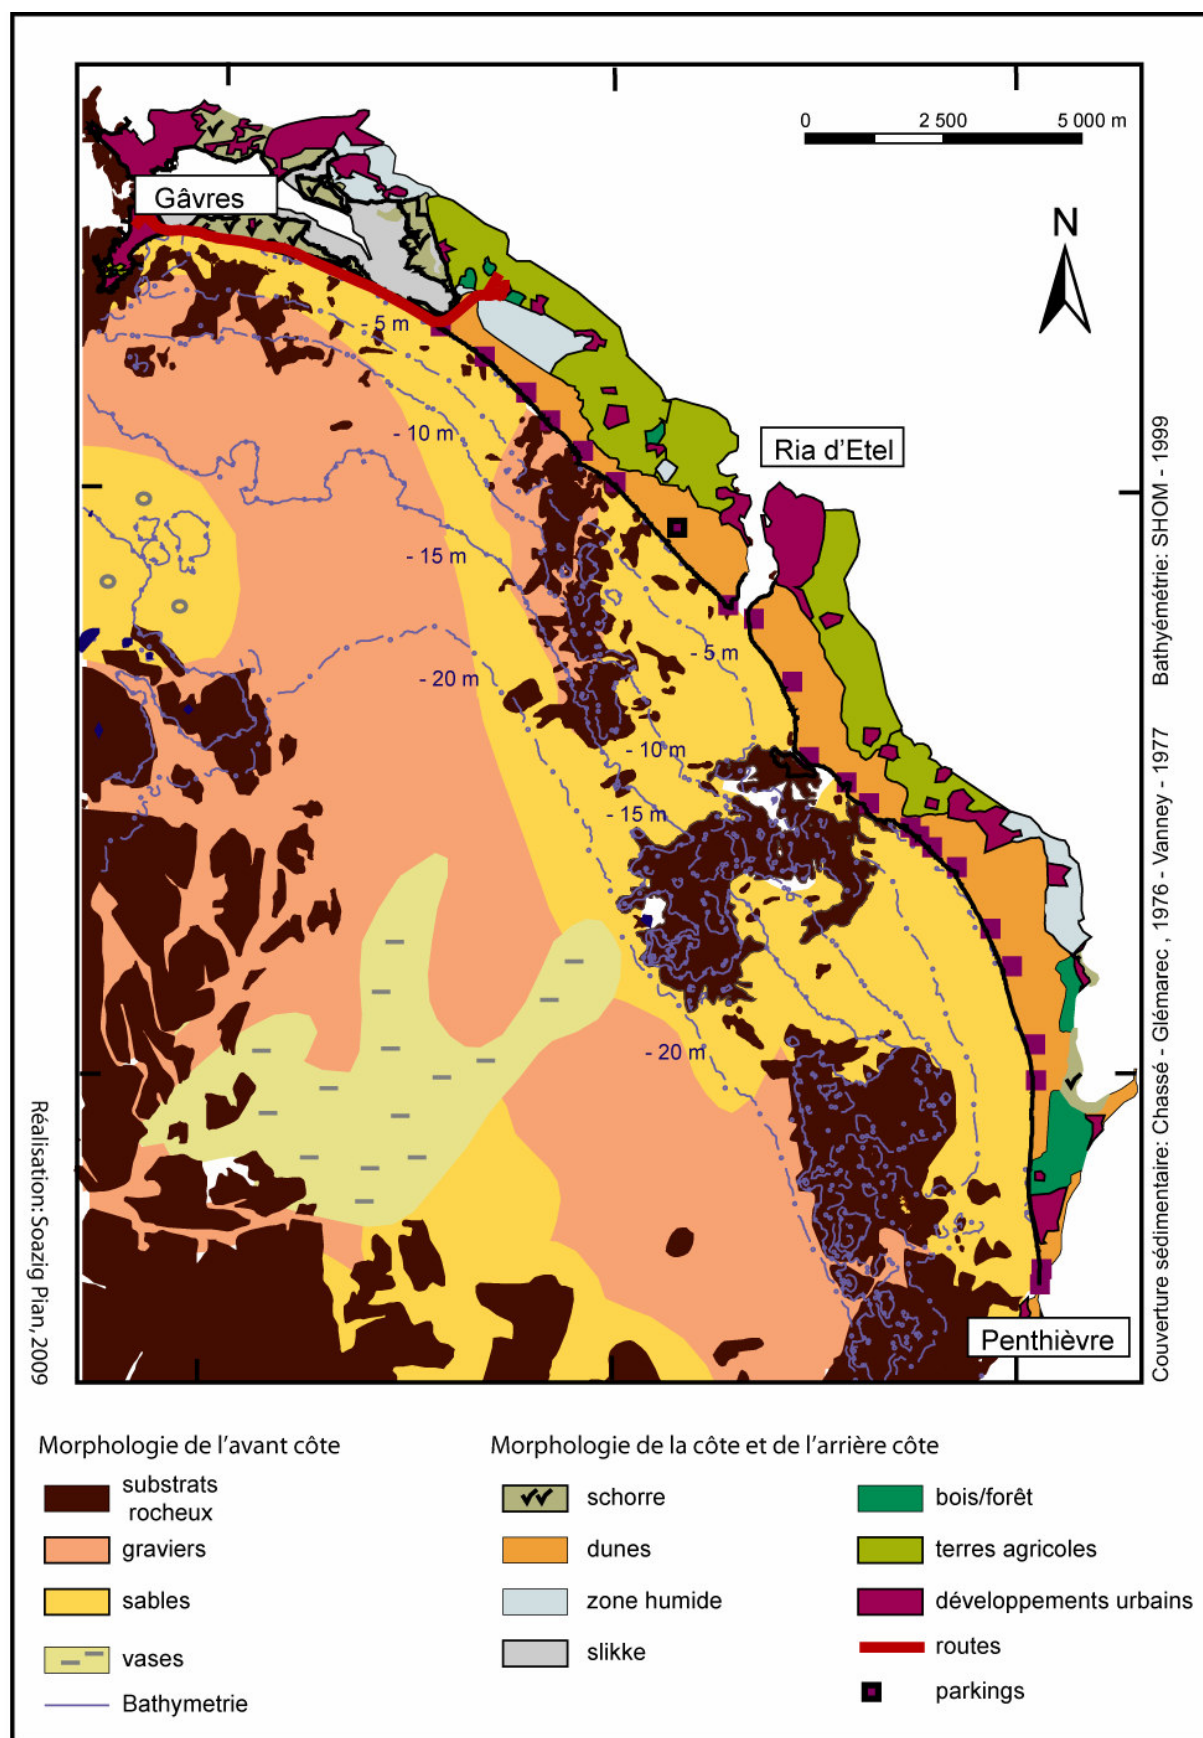 0 2 500 5 000 m
N
Gâvres
- 5 m
- 10 m
Ria d'Etel
- 15 m
- 5 m
- 20 m
- 10 m
- 15 m
- 20 m
Penthièvre
Réalisation: Soazig Pian, 2009
Couverture sédimentaire: Chassé - Glémarec , 1976 - Vanney - 1977 Bathyémétrie: SHOM - 1999
Morphologie de l'avant côte
substrats
rocheux
graviers
sables
vases
Bathymetrie
Morphologie de la côte et de l'arrière côte
schorre
dunes
zone humide
slikke
bois/forêt
terres agricoles
développements urbains
routes
parkings